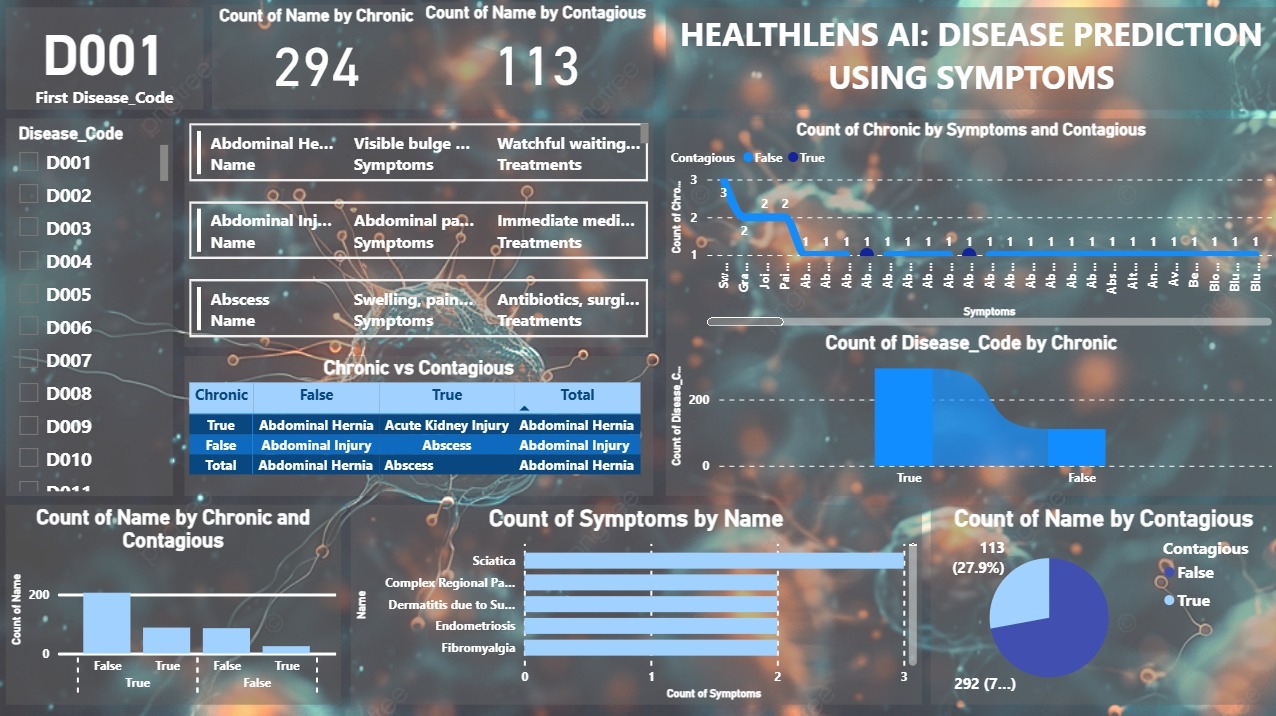 D001
First Disease_Code
Count of Name by Chronic
294
Count of Name by Contagious
113
HEALTHLENS AI: DISEASE PREDICTION
USING SYMPTOMS
Disease_Code
D001
D002
D003
D004
D005
D006
D007
D008
D009
D010
Abdominal He... Visible bulge ... Watchful waiting...
Name Symptoms Treatments
Abdominal Inj... Abdominal pa... Immediate medi...
Name Symptoms Treatments
Abscess Swelling, pain... Antibiotics, surgi...
Name Symptoms Treatments
Chronic vs Contagious
Chronic False True Total
True Abdominal Hernia Acute Kidney Injury Abdominal Hernia
False Abdominal Injury Abscess Abdominal Injury
Total Abdominal Hernia Abscess Abdominal Hernia
Count of Chronic by Symptoms and Contagious
Contagious False True
Count of Chro...
3
2
1
3
2
2 2
1 1 1 1 1 1 1 1 1 1 1 1 1 1 1 1 1 1 1 1 1 1 1
Sw... Gra... Joi... Pai... Ab... Ab... Ab... Ab... Ab... Ab... Ab... Ab... Ab... Ab... Ab... Ab... Ab... Ab... Ab... Abs... Alt... An... Av... Ba... Blo... Blu... Blu...
Symptoms
Count of Disease_Code by Chronic
Count of Disease_C...
200
0
True False
Count of Name by Chronic and
Contagious
Count of Name
200
0
False True False True
True False
Count of Symptoms by Name
Name
Sciatica
Complex Regional Pa...
Dermatitis due to Su...
Endometriosis
Fibromyalgia
0 1 2 3
Count of Symptoms
Count of Name by Contagious
113
(27.9%)
292 (7...)
Contagious
False
True